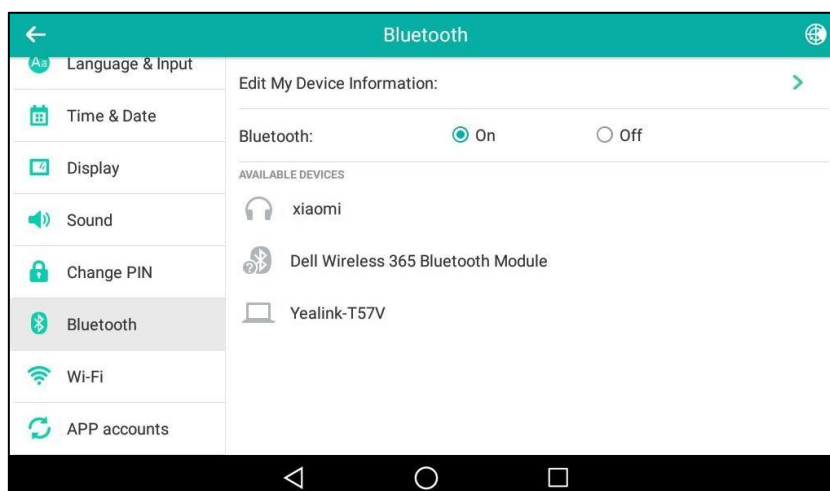 Bluetooth
Aa Language & Input
Time & Date
Display
Sound
Change PIN
Bluetooth
Wi-Fi
APP accounts
Edit My Device Information:
Bluetooth: On Off
AVAILABLE DEVICES
xiaomi
Dell Wireless 365 Bluetooth Module
Yealink-T57V